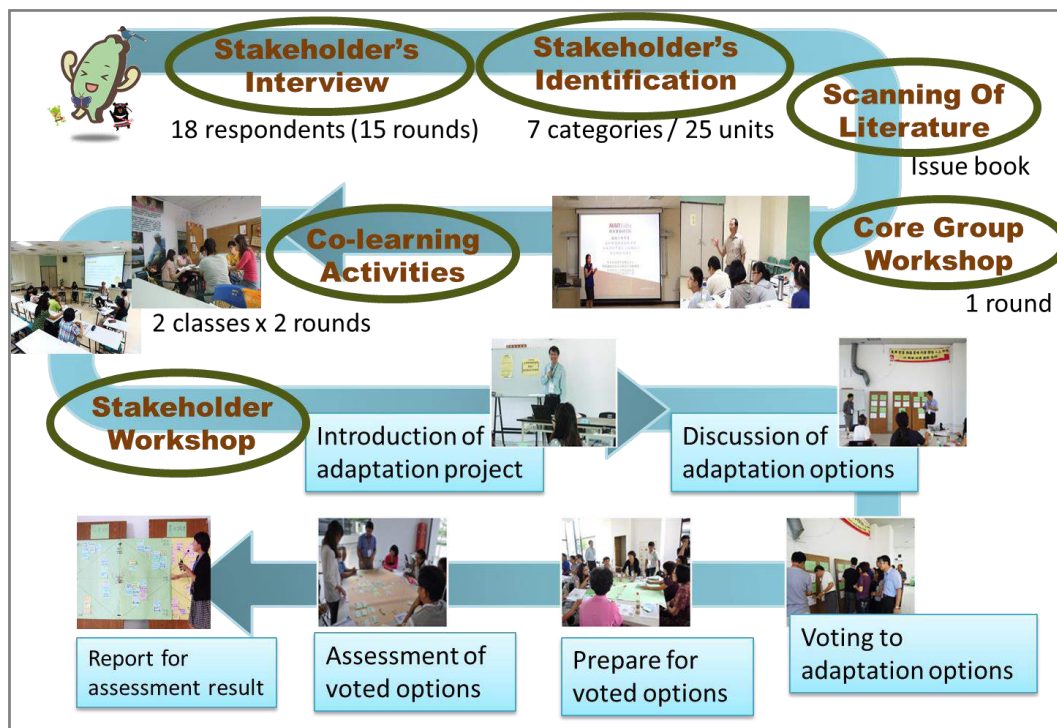 Stakeholder's
Interview
18 respondents (15 rounds)
Stakeholder's
Identification
7 categories / 25 units
Scanning Of
Literature
Issue book
Core Group
Workshop
1 round
Co-learning
Activities
2 classes x 2 rounds
Stakeholder
Workshop
Introduction of
adaptation project
Discussion of
adaptation options
Voting to
adaptation options
Prepare for
voted options
Assessment of
voted options
Report for
assessment result